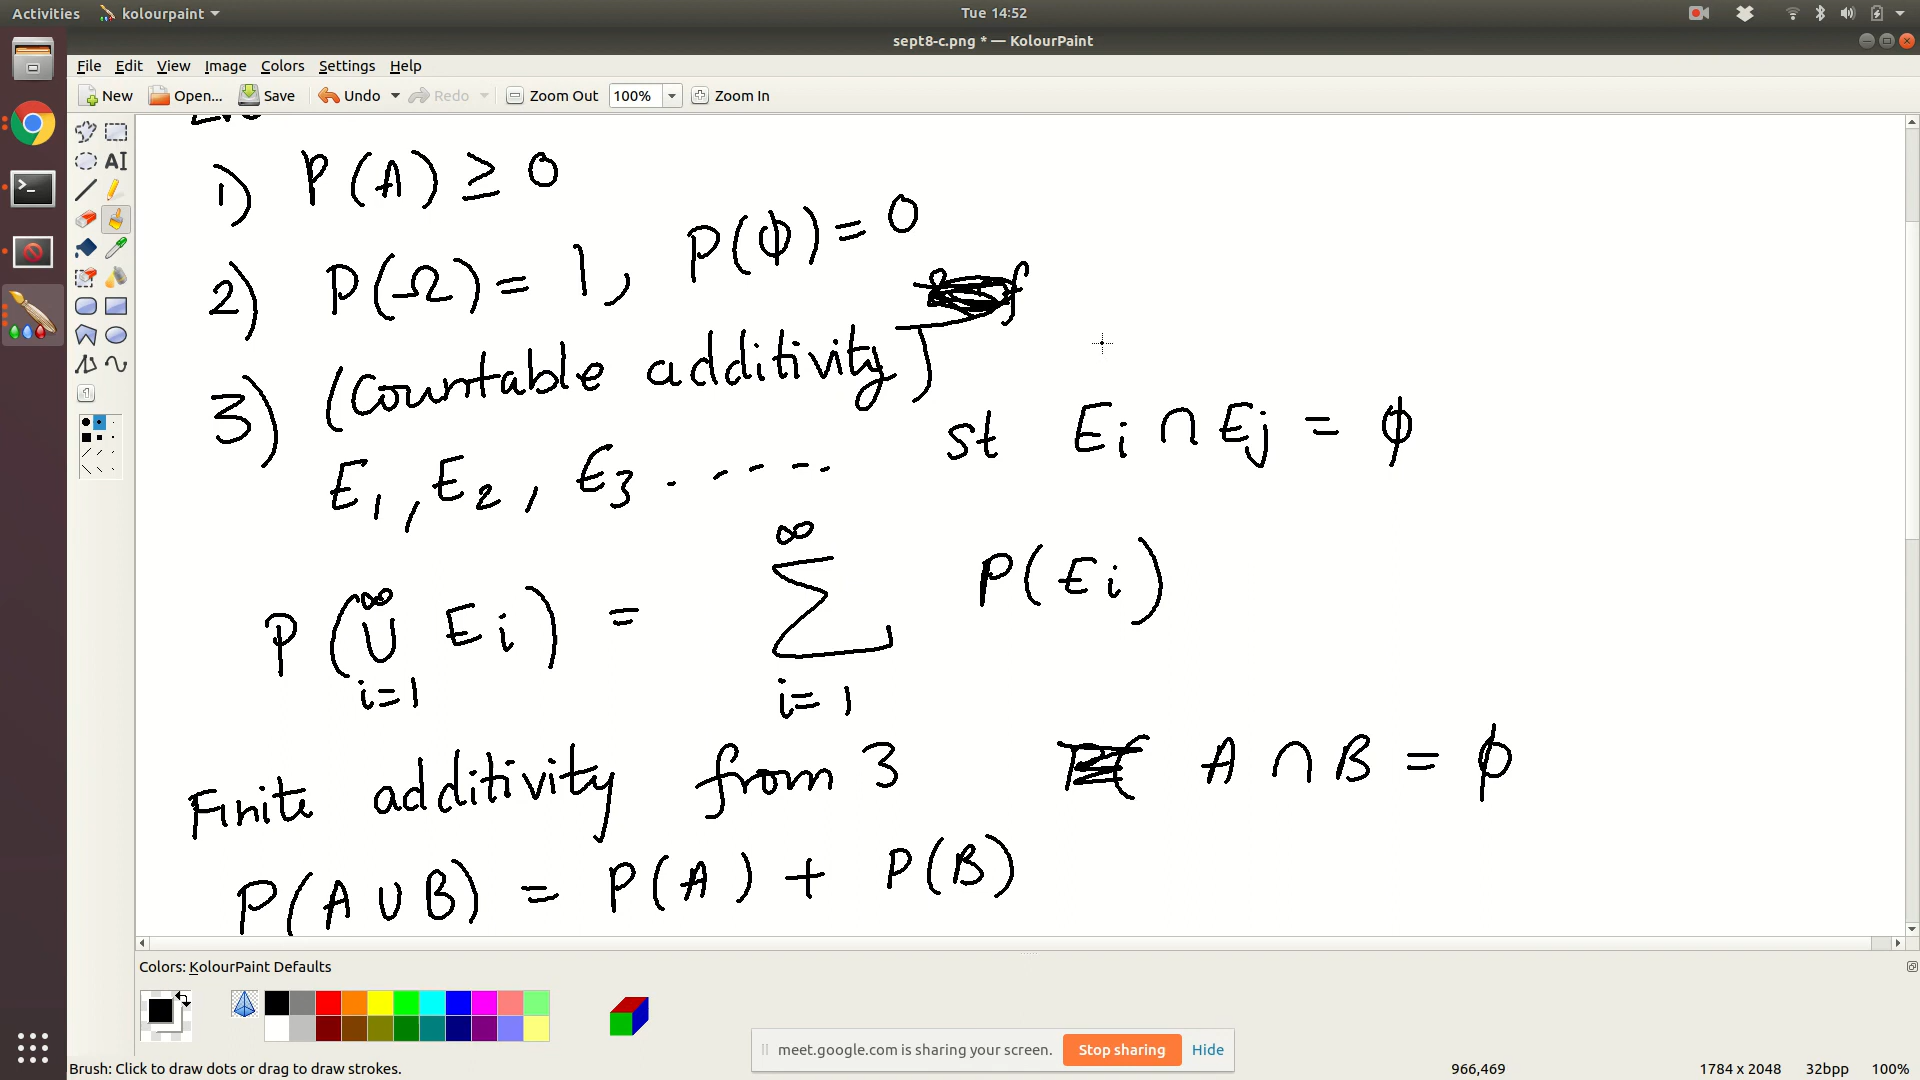 Activities kolourpaint Tue 14:52
sept8-c.png * — KolourPaint
File Edit View Image Colors Settings Help
New Open... Save Undo Redo Zoom Out 100% Zoom In
1) P(A) ≥ 0
2) P(Ω) = 1, P(ϕ) = 0
3) (Countable additivity)
E1, E2, E3 . - - - .. st Ei ∩ Ej = ϕ
P(∞ ∪ i=1 Ei) = ∞ Σ i=1 P(Ei)
Finite additivity from 3 A ∩ B = ϕ
P(A ∪ B) = P(A) + P(B)
Colors: KolourPaint Defaults
meet.google.com is sharing your screen. Stop sharing Hide
Brush: Click to draw dots or drag to draw strokes. 966,469 1784 x 2048 32bpp 100%